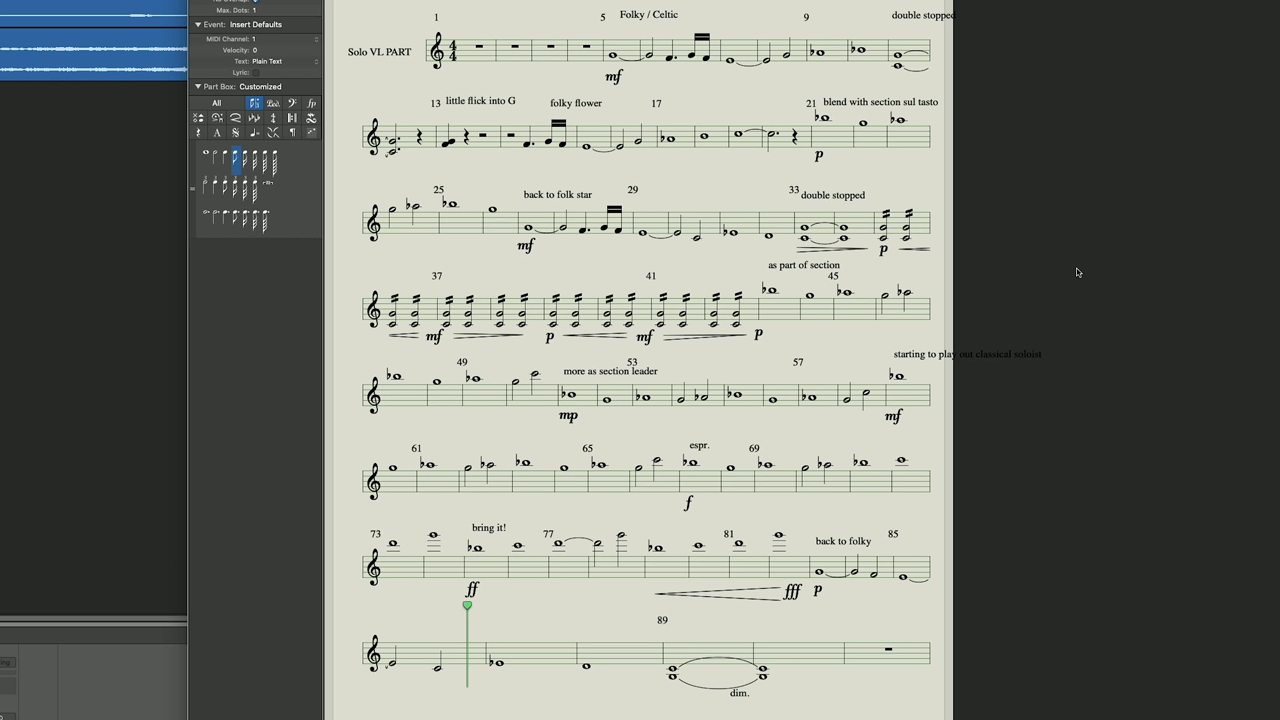 Max. Dots: 1
Event: Insert Defaults
MIDI Channel: 1
Velocity: 0
Text: Plain Text
Lyric:
Part Box: Customized
All
1 5 Folky / Celtic 9 double stopped
Solo VL PART
mf
13 little flick into G folky flower 17 21 blend with section sul tasto
p
25 back to folk star 29 33 double stopped
mf p
37 41 as part of section 45
mf p mf p
49 more as section leader 53 57 starting to play out classical soloist
mp mf
61 65 espr. 69
f
73 bring it! 77 81 back to folky 85
ff fff p
89
dim.